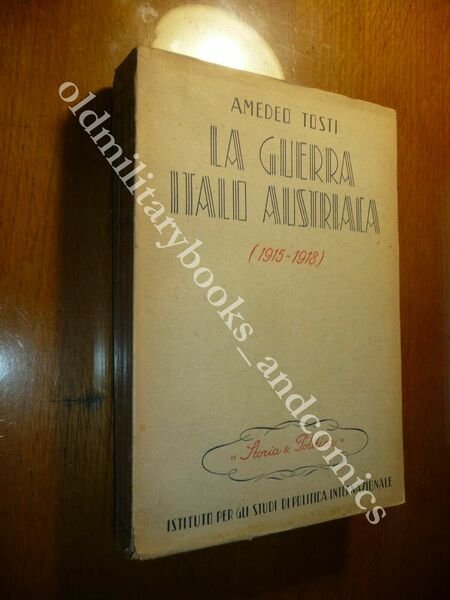 AMEDEO TOSTI
LA GUERRA
ITALO AUSTRIACA
(1915-1918)
"Storia & Politica"
ISTITUTO PER GLI STUDI DI POLITICA INTERNAZIONALE
oldmilitarybooks_andcomics